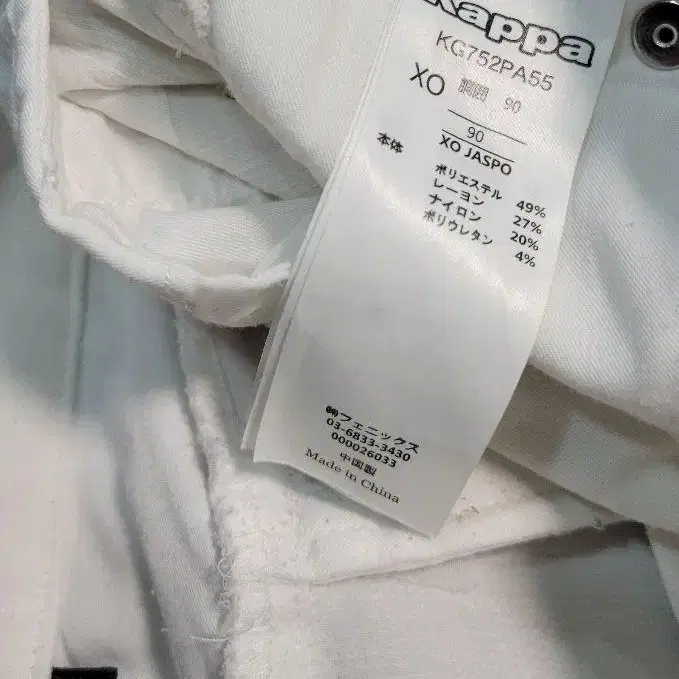 Kappa
KG752PA55
XO 胴囲 90
90
XO JASPO
本体
ポリエステル 49%
レーヨン 27%
ナイロン 20%
ポリウレタン 4%
㈱フェニックス
03-6833-3430
000026033
中国製
Made in China